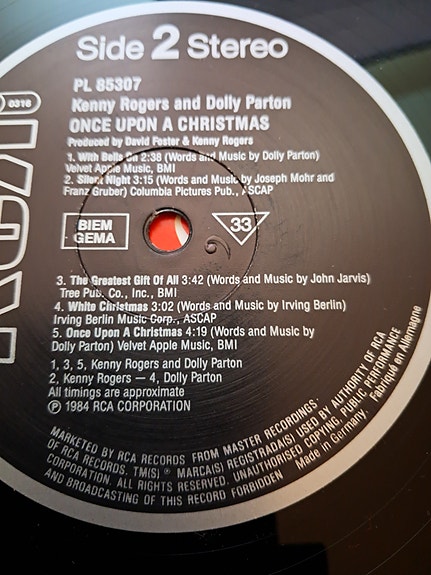 Side 2 Stereo
PL 85307
0316
Kenny Rogers and Dolly Parton
ONCE UPON A CHRISTMAS
Produced by David Foster & Kenny Rogers
1. With Bells On 2:38 (Words and Music by Dolly Parton)
Velvet Apple Music, BMI
2. Silent Night 3:15 (Words and Music by Joseph Mohr and
Franz Gruber) Columbia Pictures Pub., ASCAP
BIEM
GEMA
33
3. The Greatest Gift Of All 3:42 (Words and Music by John Jarvis)
Tree Pub. Co., Inc., BMI
4. White Christmas 3:02 (Words and Music by Irving Berlin)
Irving Berlin Music Corp., ASCAP
5. Once Upon A Christmas 4:19 (Words and Music by
Dolly Parton) Velvet Apple Music, BMI
1, 3, 5, Kenny Rogers and Dolly Parton
2, Kenny Rogers — 4, Dolly Parton
All timings are approximate
℗ 1984 RCA CORPORATION
MARKETED BY RCA RECORDS FROM MASTER RECORDINGS
OF RCA RECORDS. TM(S)® MARCA(S) REGISTRADA(S) USED BY AUTHORITY OF RCA
CORPORATION. ALL RIGHTS RESERVED. UNAUTHORISED COPYING, PUBLIC PERFORMANCE
AND BROADCASTING OF THIS RECORD FORBIDDEN Made in Germany. Fabriqué en Allemagne
RCA